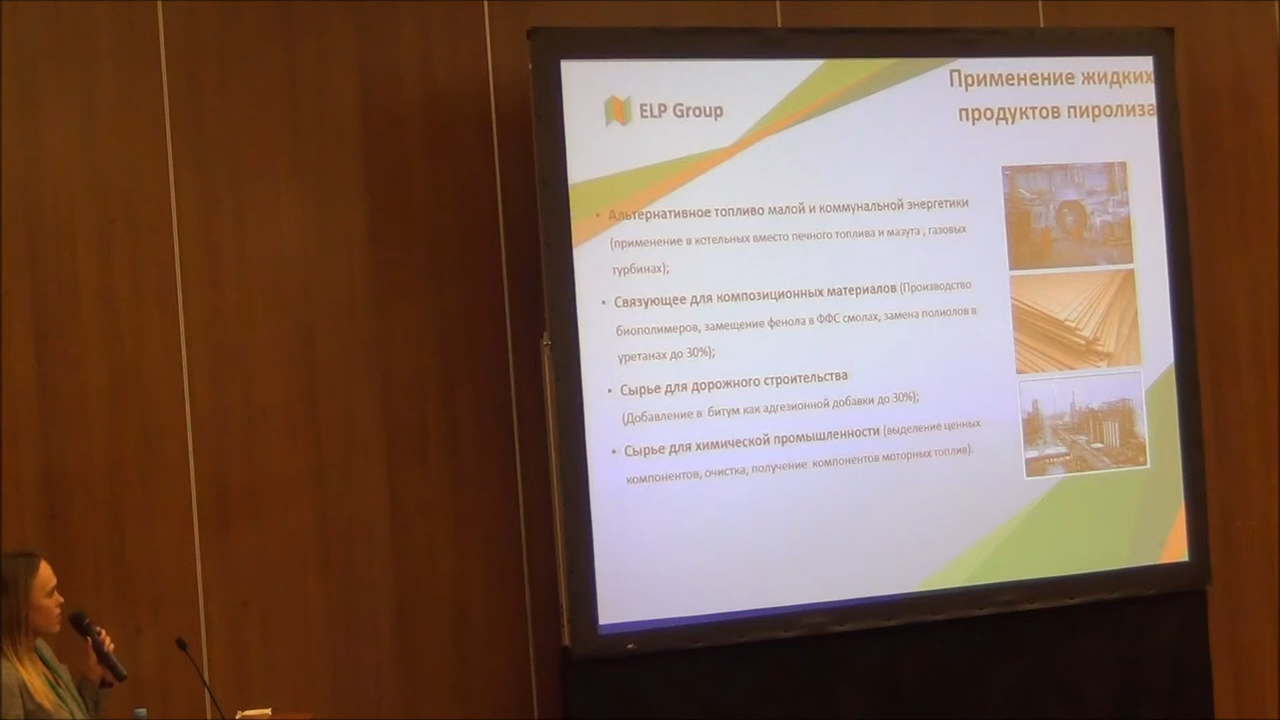 ELP Group
Применение жидких
продуктов пиролиза
• Альтернативное топливо малой и коммунальной энергетики
(применение в котельных вместо печного топлива и мазута , газовых
турбинах);
• Связующее для композиционных материалов (Производство
биополимеров, замещение фенола в ФФС смолах, замена полиолов в
уретанах до 30%);
• Сырье для дорожного строительства
(Добавление в битум как адгезионной добавки до 30%);
• Сырье для химической промышленности (выделение ценных
компонентов, очистка, получение компонентов моторных топлив).